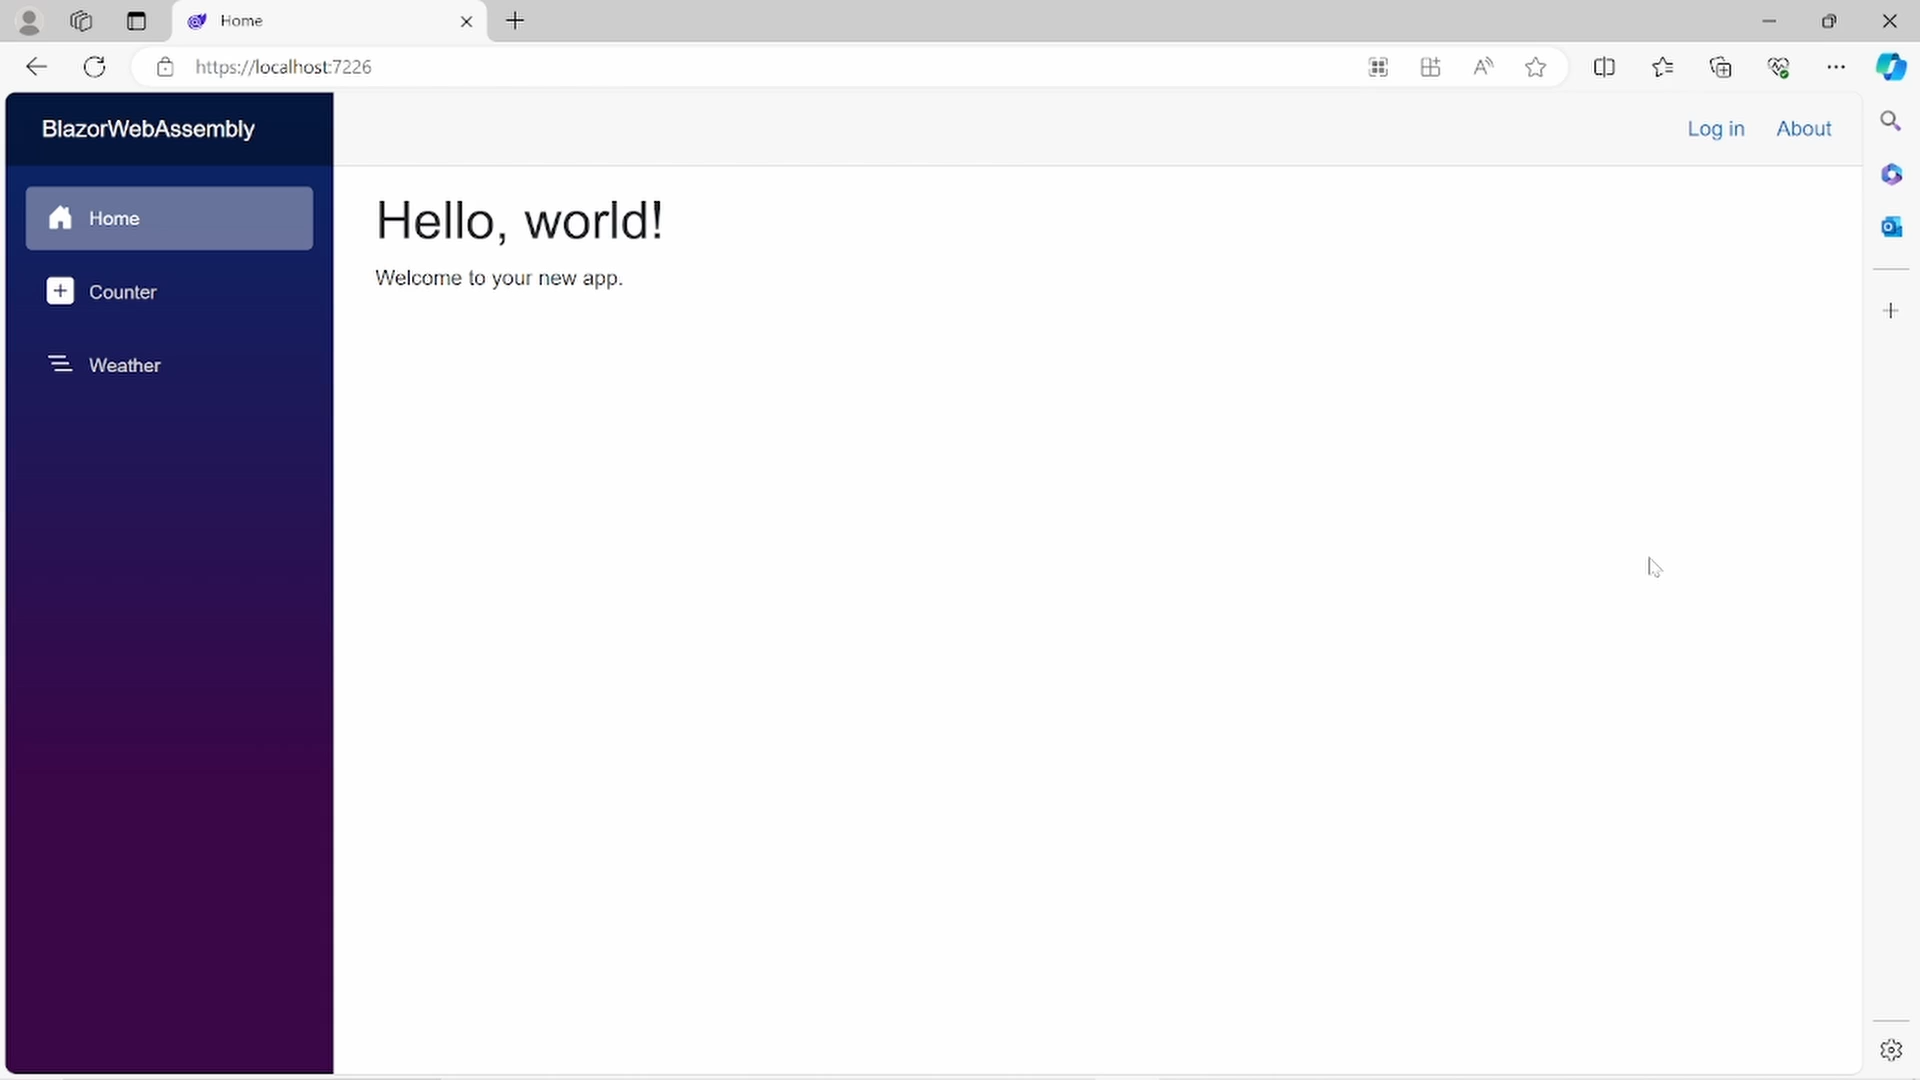 Home
https://localhost:7226
BlazorWebAssembly
Log in
About
Home
Counter
Weather
Hello, world!
Welcome to your new app.